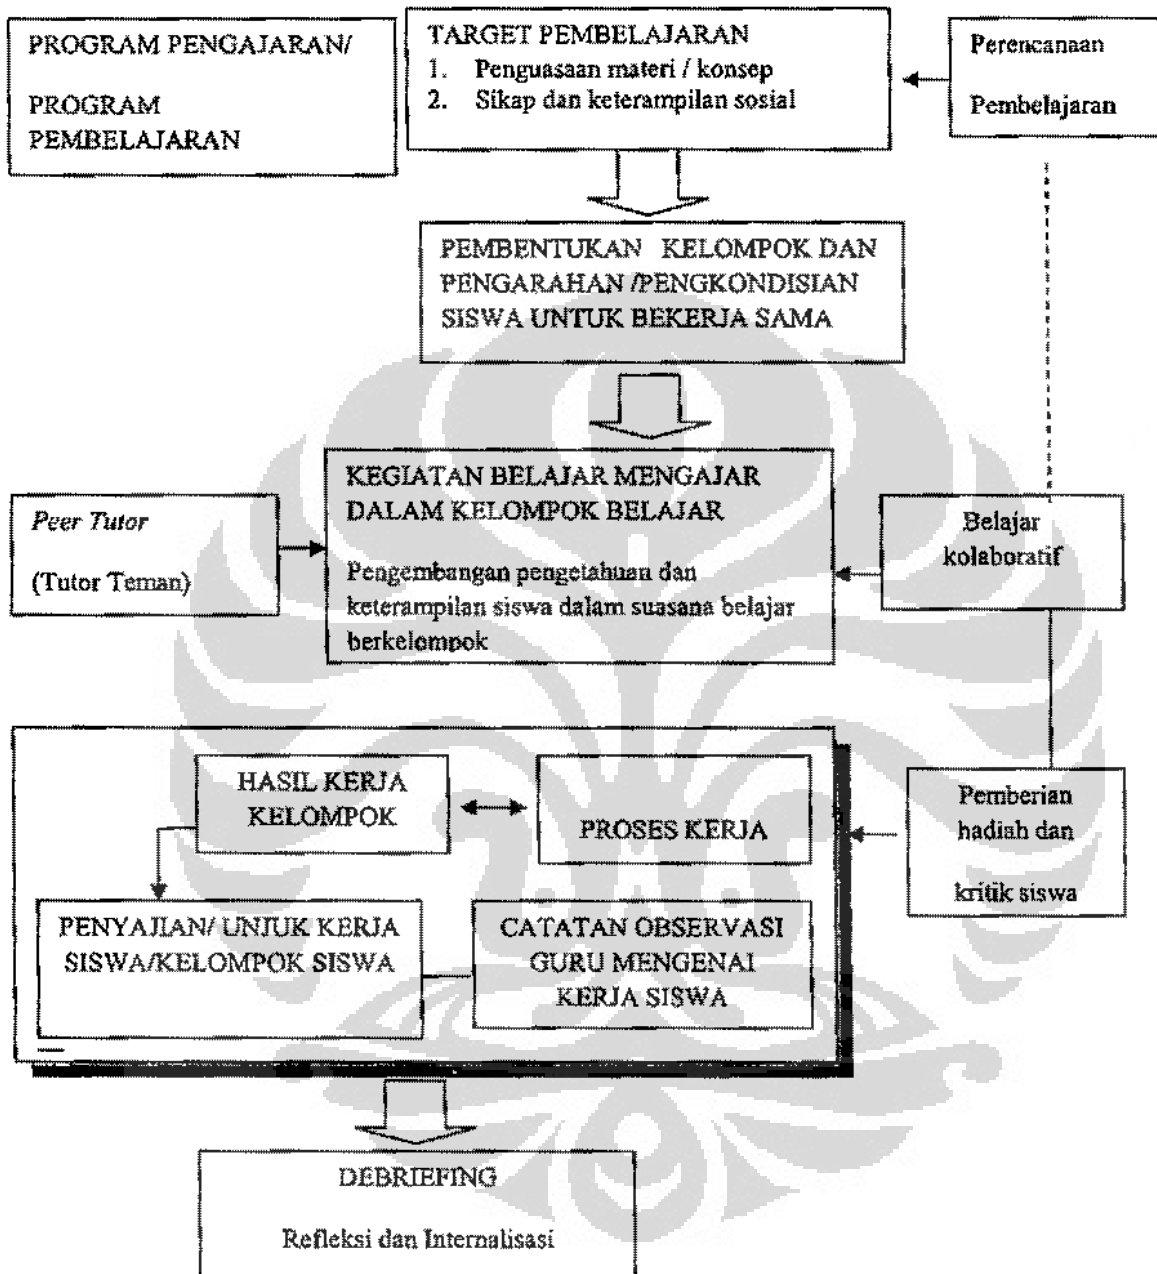 PROGRAM PENGAJARAN/
PROGRAM
PEMBELAJARAN
TARGET PEMBELAJARAN
1. Penguasaan materi / konsep
2. Sikap dan keterampilan sosial
Perencanaan
Pembelajaran
PEMBENTUKAN KELOMPOK DAN
PENGARAHAN /PENGKONDISIAN
SISWA UNTUK BEKERJA SAMA
Peer Tutor
(Tutor Teman)
KEGIATAN BELAJAR MENGAJAR
DALAM KELOMPOK BELAJAR
Pengembangan pengetahuan dan
keterampilan siswa dalam suasana belajar
berkelompok
Belajar
kolaboratif
HASIL KERJA
KELOMPOK
PROSES KERJA
Pemberian
hadiah dan
kritik siswa
PENYAJIAN/ UNJUK KERJA
SISWA/KELOMPOK SISWA
CATATAN OBSERVASI
GURU MENGENAI
KERJA SISWA
DEBRIEFING
Refleksi dan Internalisasi